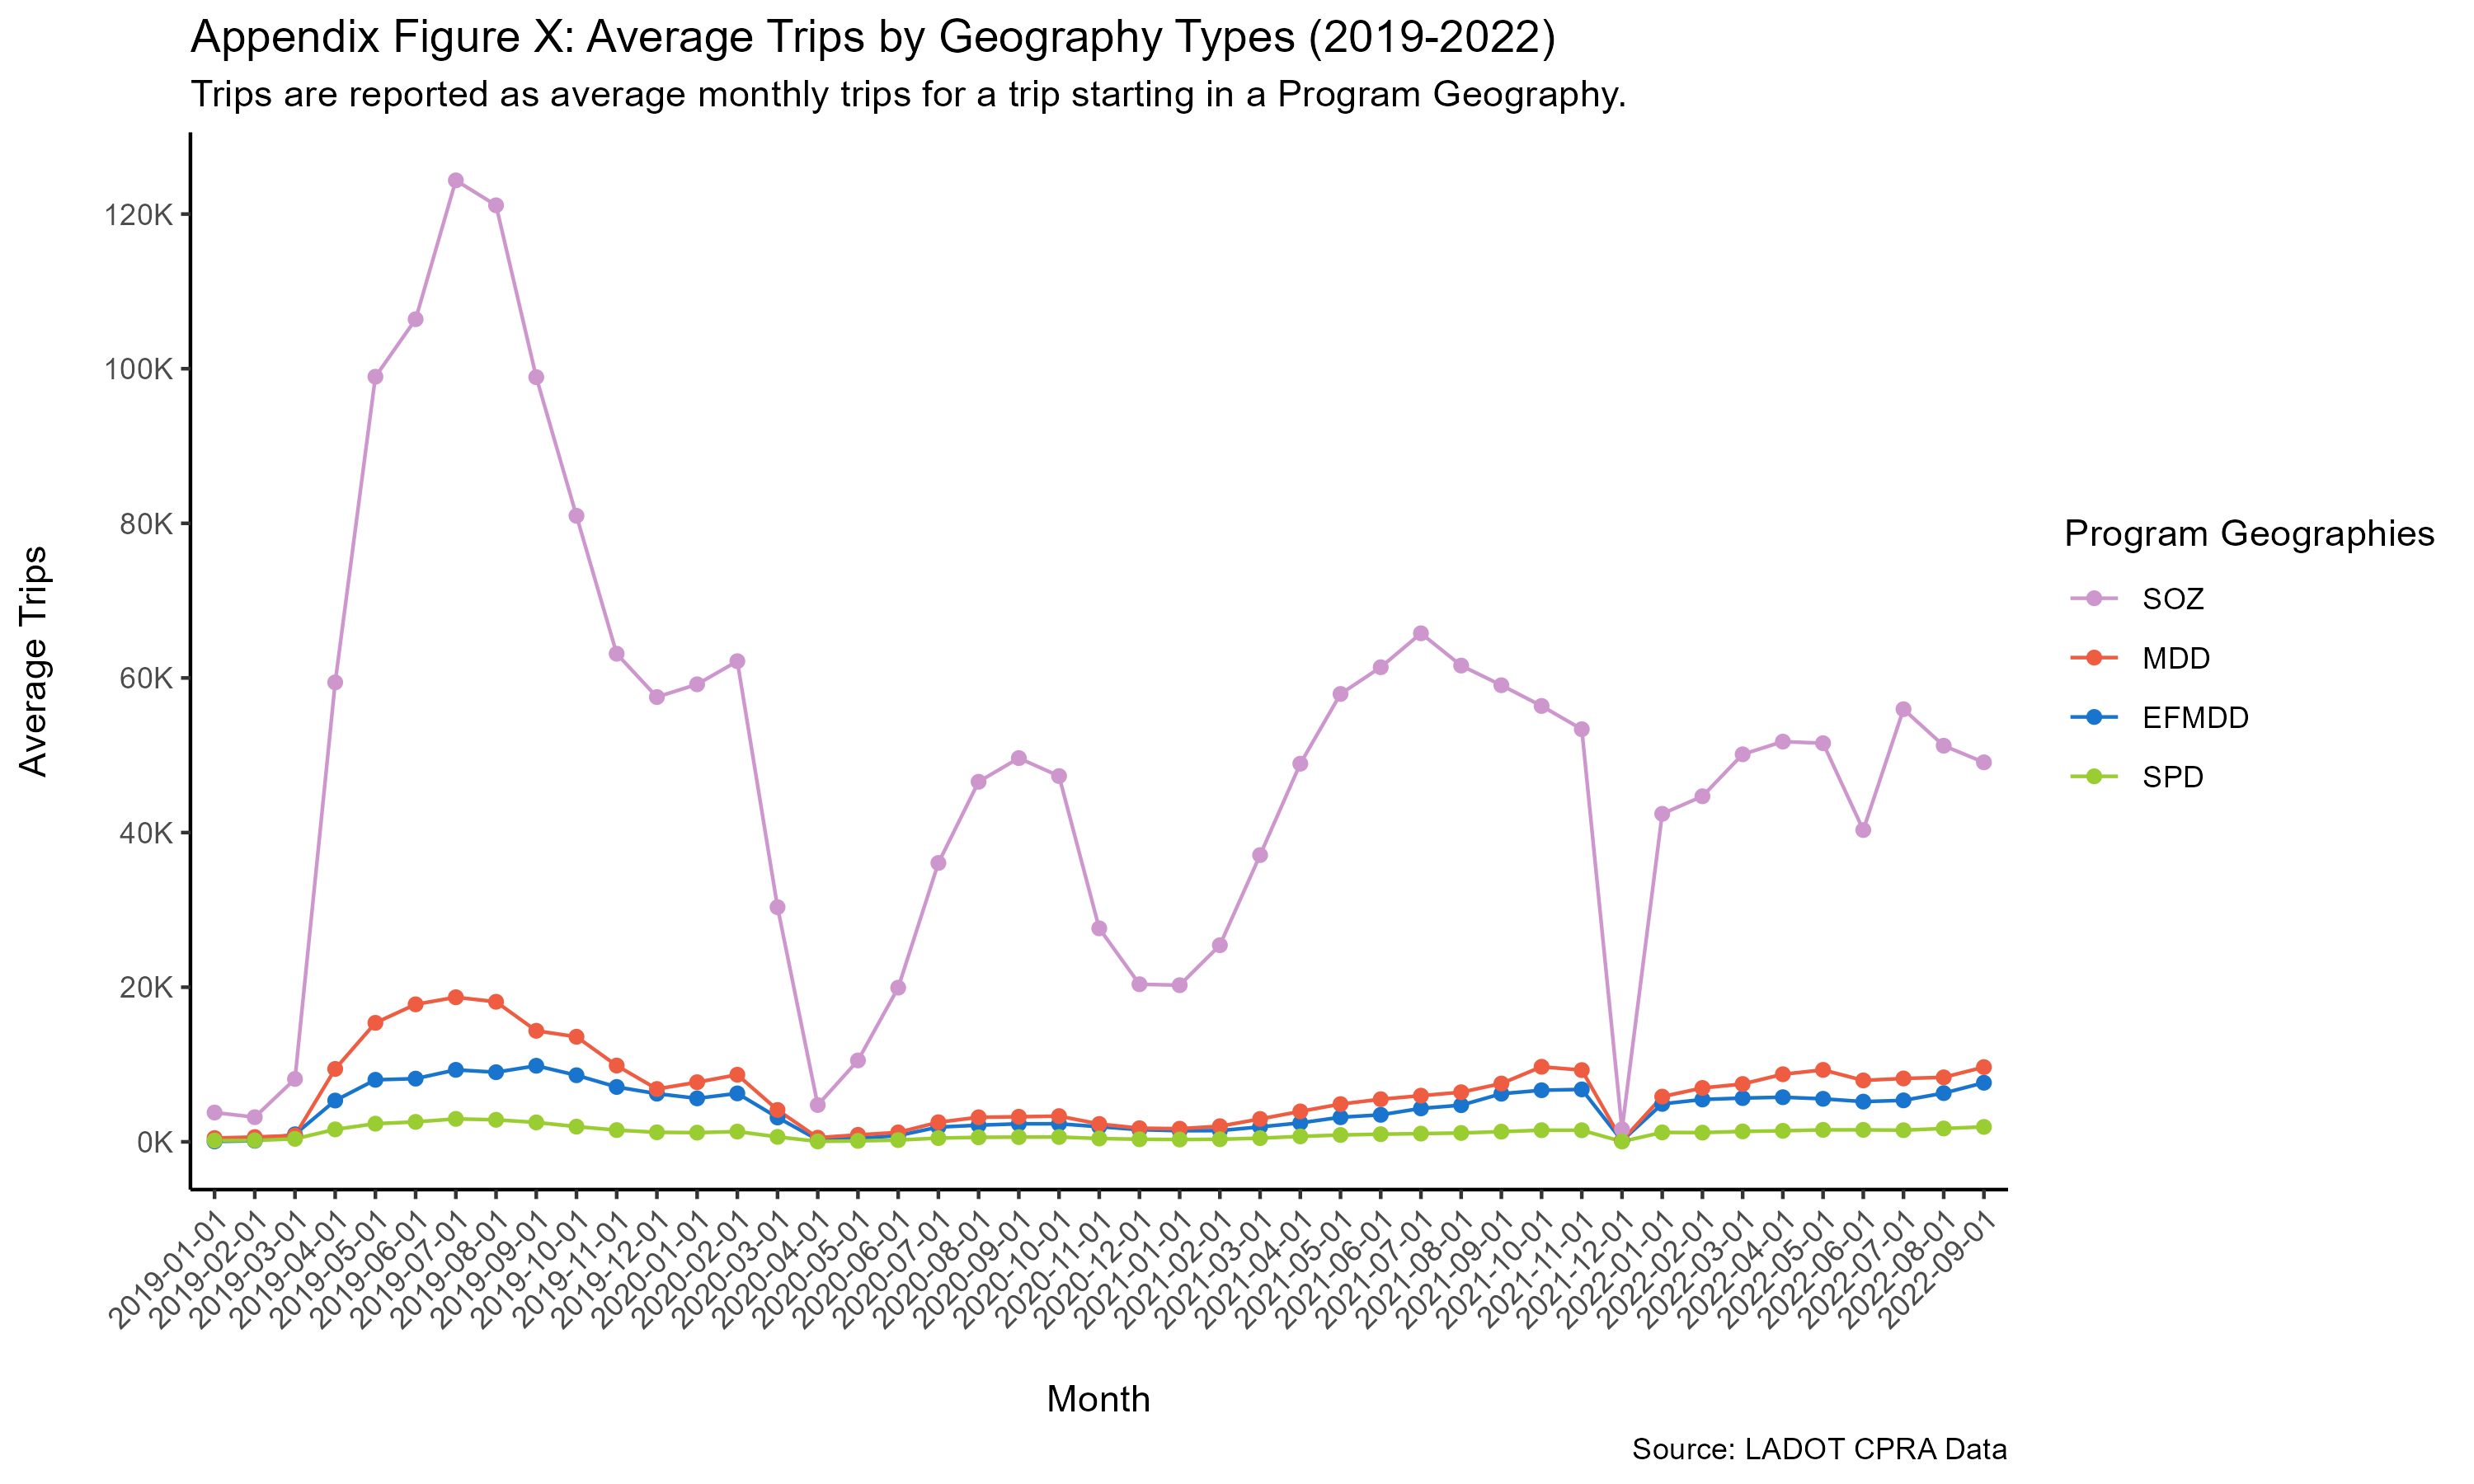 Appendix Figure X: Average Trips by Geography Types (2019-2022)
Trips are reported as average monthly trips for a trip starting in a Program Geography.
Average Trips
120K
100K
80K
60K
40K
20K
0K
2019-01-01
2019-02-01
2019-03-01
2019-04-01
2019-05-01
2019-06-01
2019-07-01
2019-08-01
2019-09-01
2019-10-01
2019-11-01
2019-12-01
2020-01-01
2020-02-01
2020-03-01
2020-04-01
2020-05-01
2020-06-01
2020-07-01
2020-08-01
2020-09-01
2020-10-01
2020-11-01
2020-12-01
2021-01-01
2021-02-01
2021-03-01
2021-04-01
2021-05-01
2021-06-01
2021-07-01
2021-08-01
2021-09-01
2021-10-01
2021-11-01
2021-12-01
2022-01-01
2022-02-01
2022-03-01
2022-04-01
2022-05-01
2022-06-01
2022-07-01
2022-08-01
2022-09-01
Month
Program Geographies
SOZ
MDD
EFMDD
SPD
Source: LADOT CPRA Data